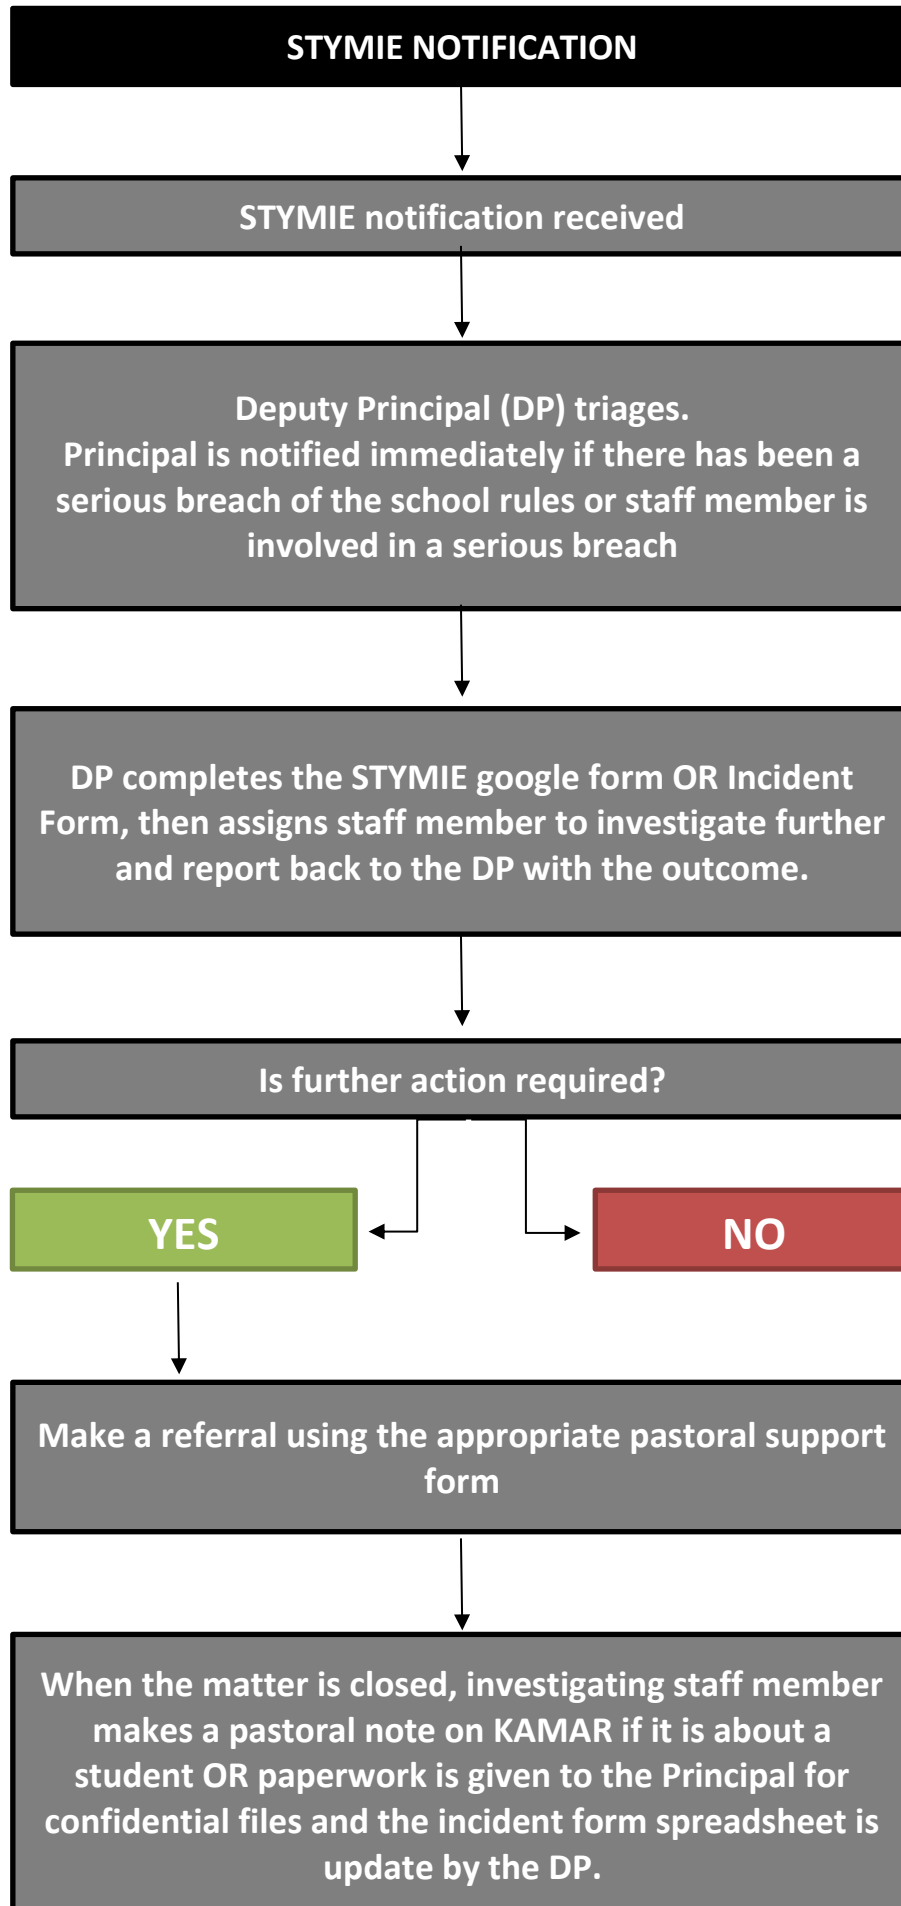 STYMIE NOTIFICATION
STYMIE notification received
Deputy Principal (DP) triages.
Principal is notified immediately if there has been a
serious breach of the school rules or staff member is
involved in a serious breach
DP completes the STYMIE google form OR Incident
Form, then assigns staff member to investigate further
and report back to the DP with the outcome.
Is further action required?
YES
NO
Make a referral using the appropriate pastoral support
form
When the matter is closed, investigating staff member
makes a pastoral note on KAMAR if it is about a
student OR paperwork is given to the Principal for
confidential files and the incident form spreadsheet is
update by the DP.